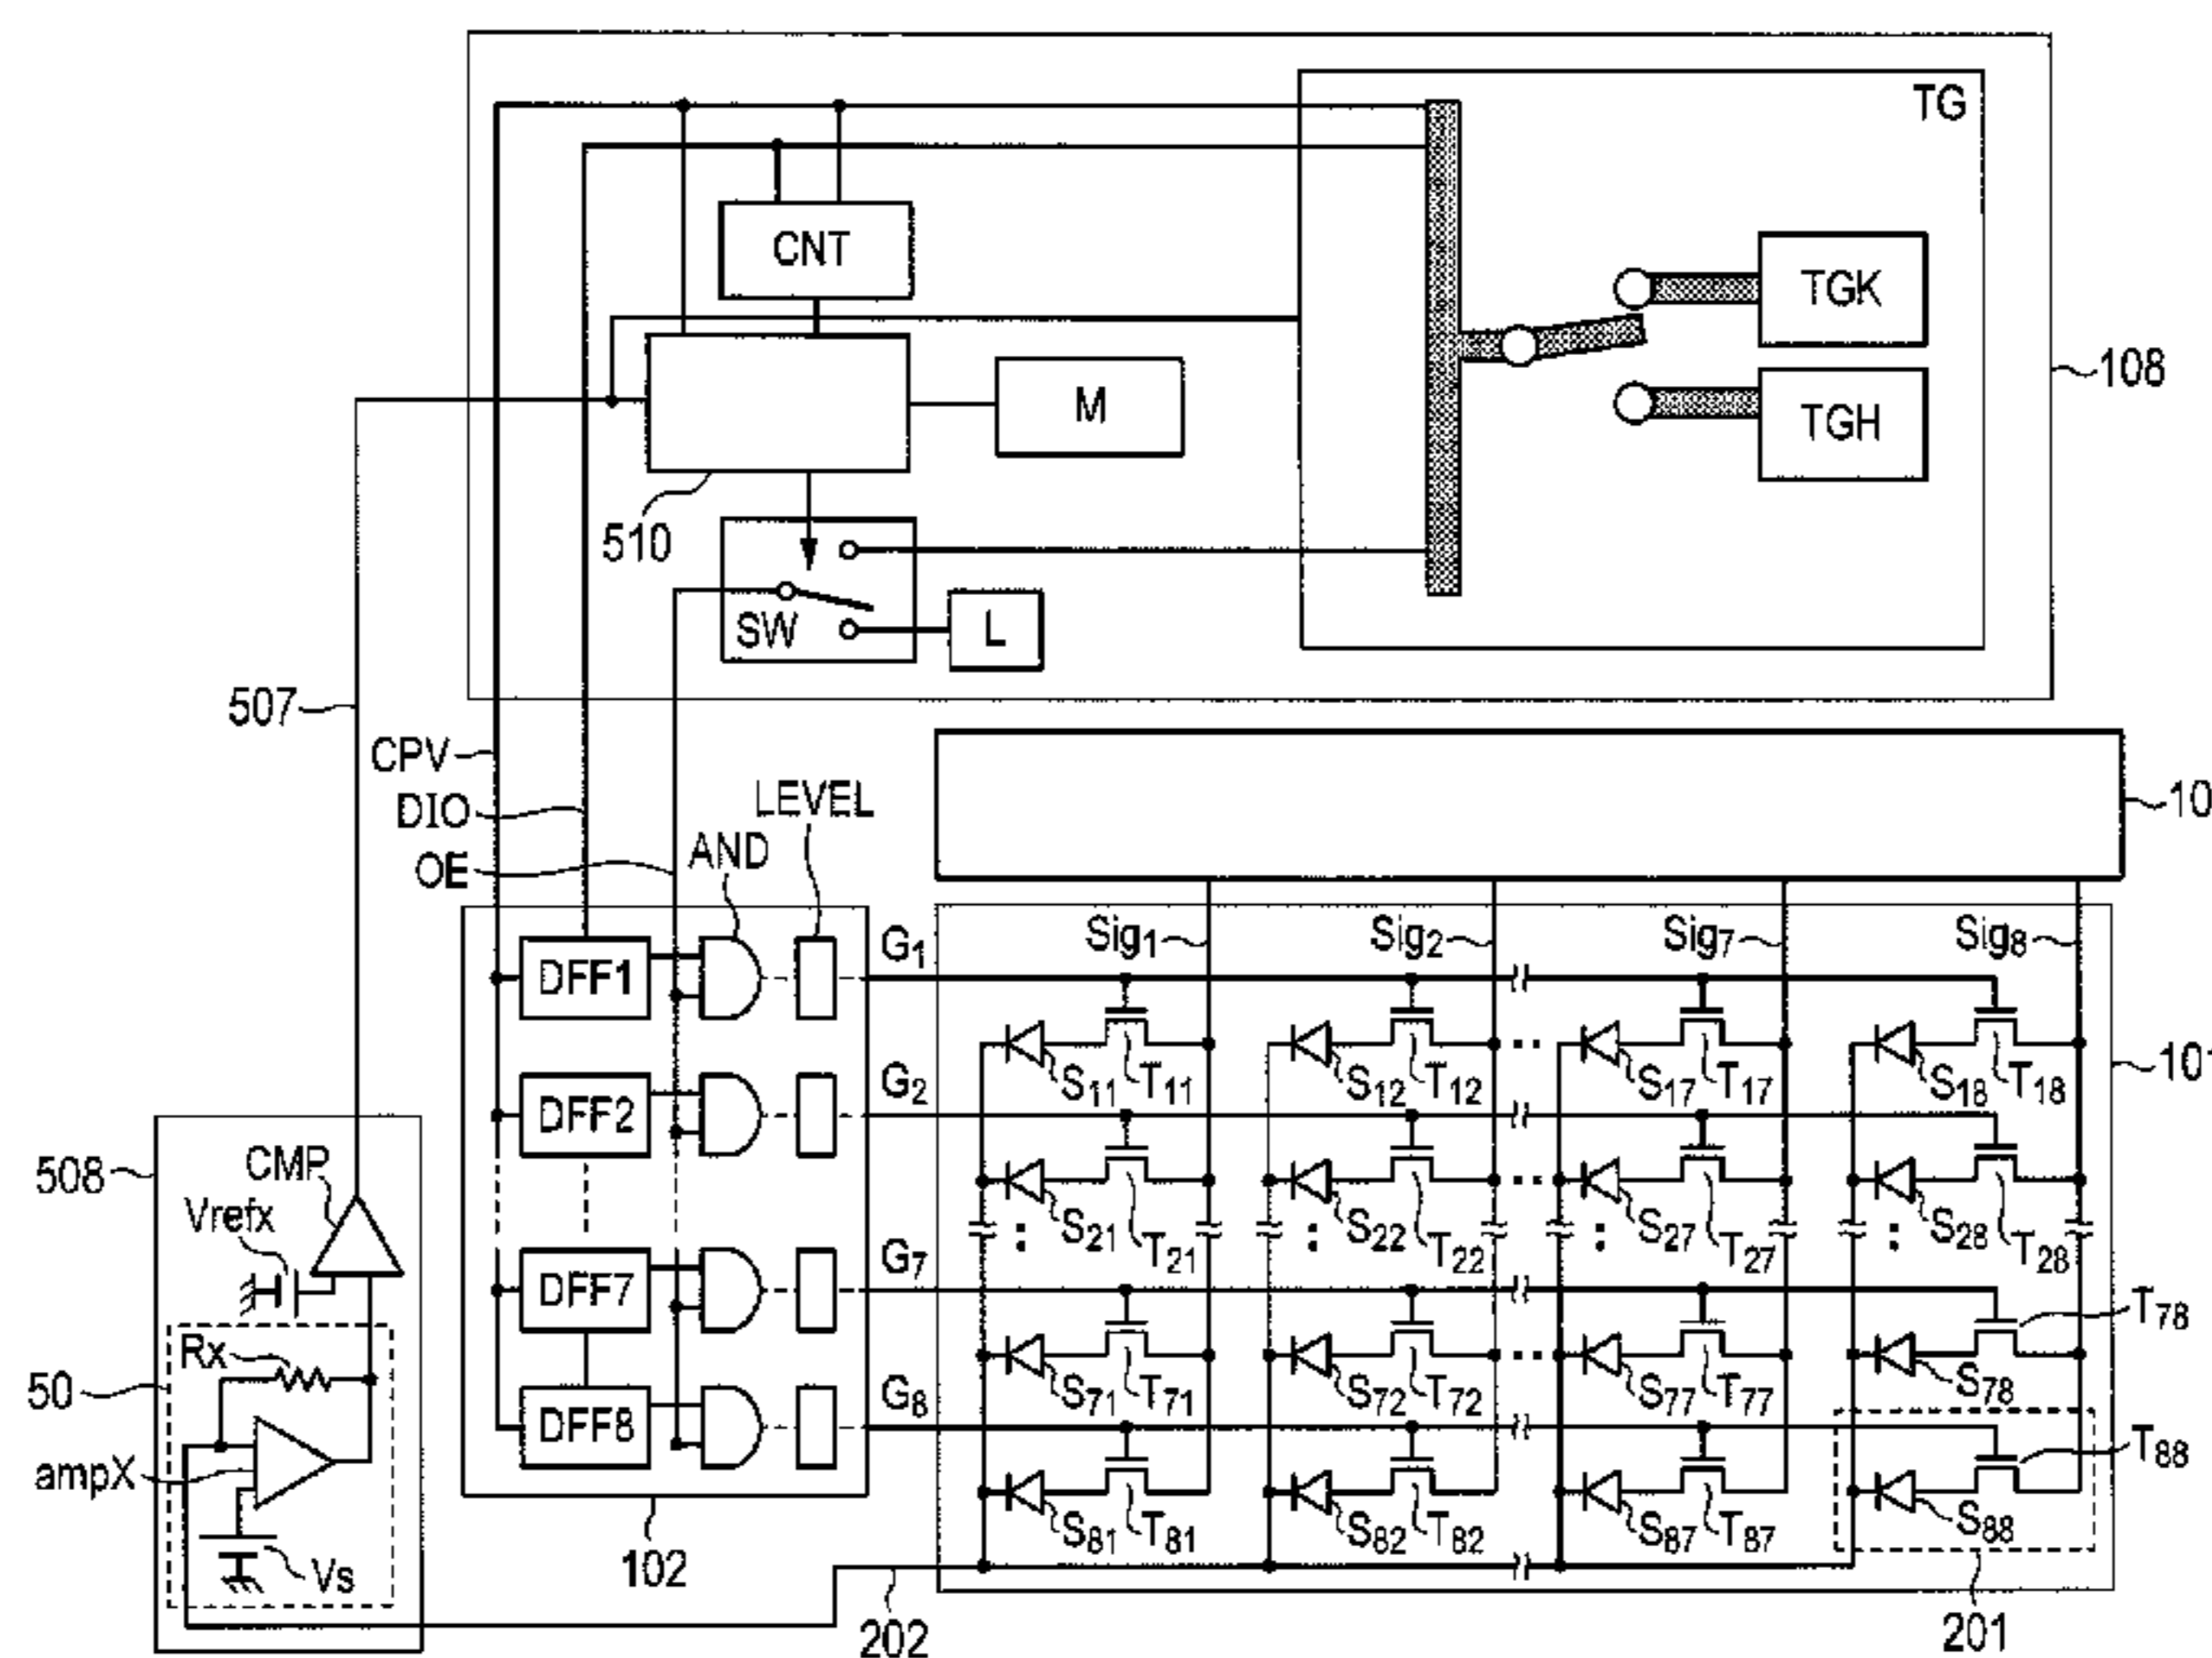 TG
CNT
TGK
TGH
M
108
510
SW
L
507
CPV
DIO
OE
AND
LEVEL
10
DFF1
G1
Sig1
Sig2
Sig7
Sig8
S11
T11
S12
T12
S17
T17
S18
T18
101
DFF2
G2
S21
T21
S22
T22
S27
T27
S28
T28
508
CMP
Vrefx
DFF7
G7
S71
T71
S72
T72
S77
T77
S78
T78
50
Rx
ampX
Vs
DFF8
G8
S81
T81
S82
T82
S87
T87
S88
T88
102
202
201